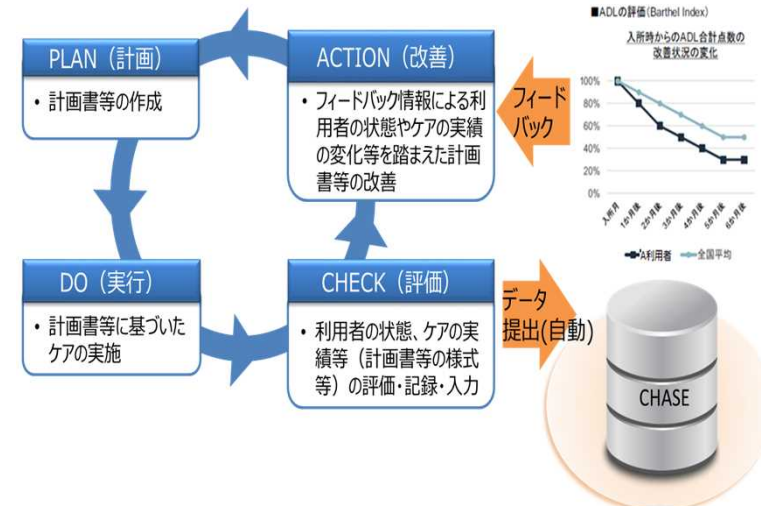 PLAN（計画）
・ 計画書等の作成
ACTION（改善）
・ フィードバック情報による利
用者の状態やケアの実績
の変化等を踏まえた計画
書等の改善
フィード
バック
■ADLの評価(Barthel Index)
入所時からのADL合計点数の
改善状況の変化
100%
80%
60%
40%
20%
0%
入所月
1か月後
2か月後
3か月後
4か月後
5か月後
6か月後
A利用者
全国平均
DO（実行）
・ 計画書等に基づいた
ケアの実施
CHECK（評価）
・ 利用者の状態、ケアの実
績等（計画書等の様式
等）の評価・記録・入力
データ
提出(自動)
CHASE